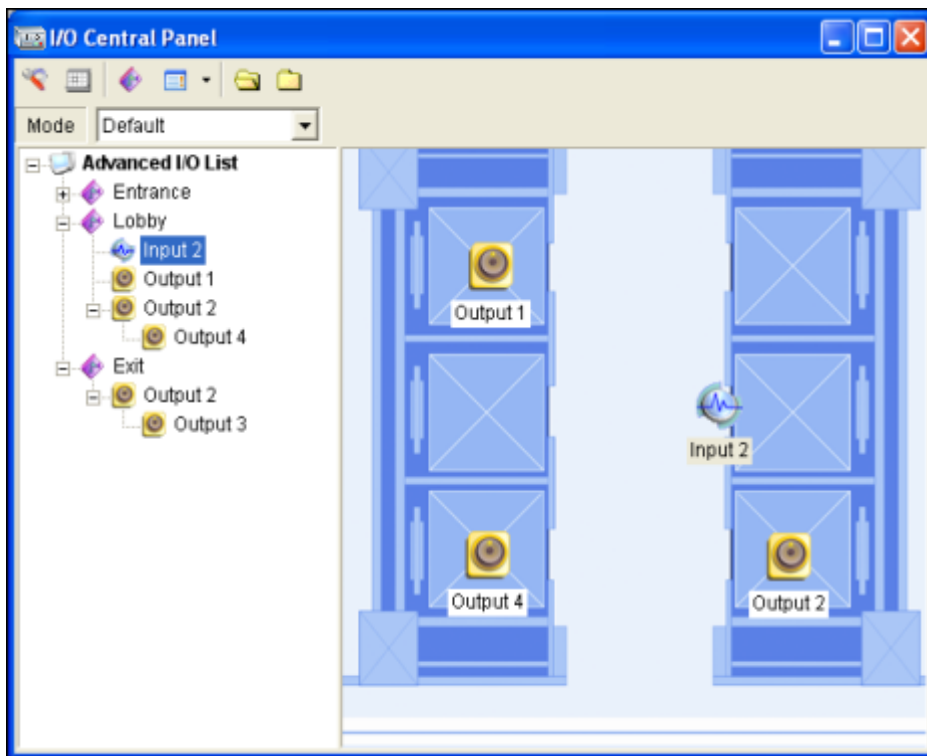 I/O Central Panel
Mode Default
Advanced I/O List
Entrance
Lobby
Input 2
Output 1
Output 2
Output 4
Exit
Output 2
Output 3
Output 1
Input 2
Output 4
Output 2